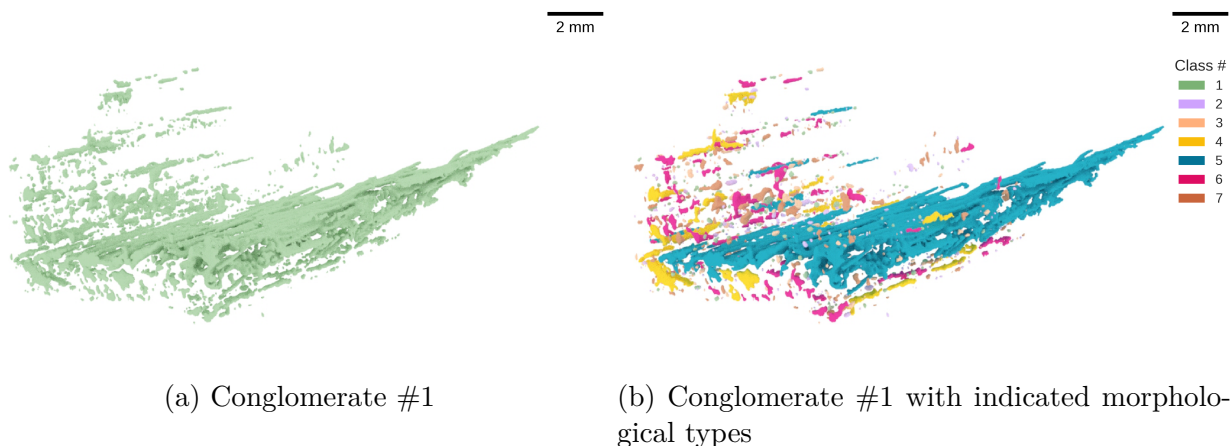 2 mm
2 mm
Class #
1
2
3
4
5
6
7
(a) Conglomerate #1
(b) Conglomerate #1 with indicated morpholo-
gical types